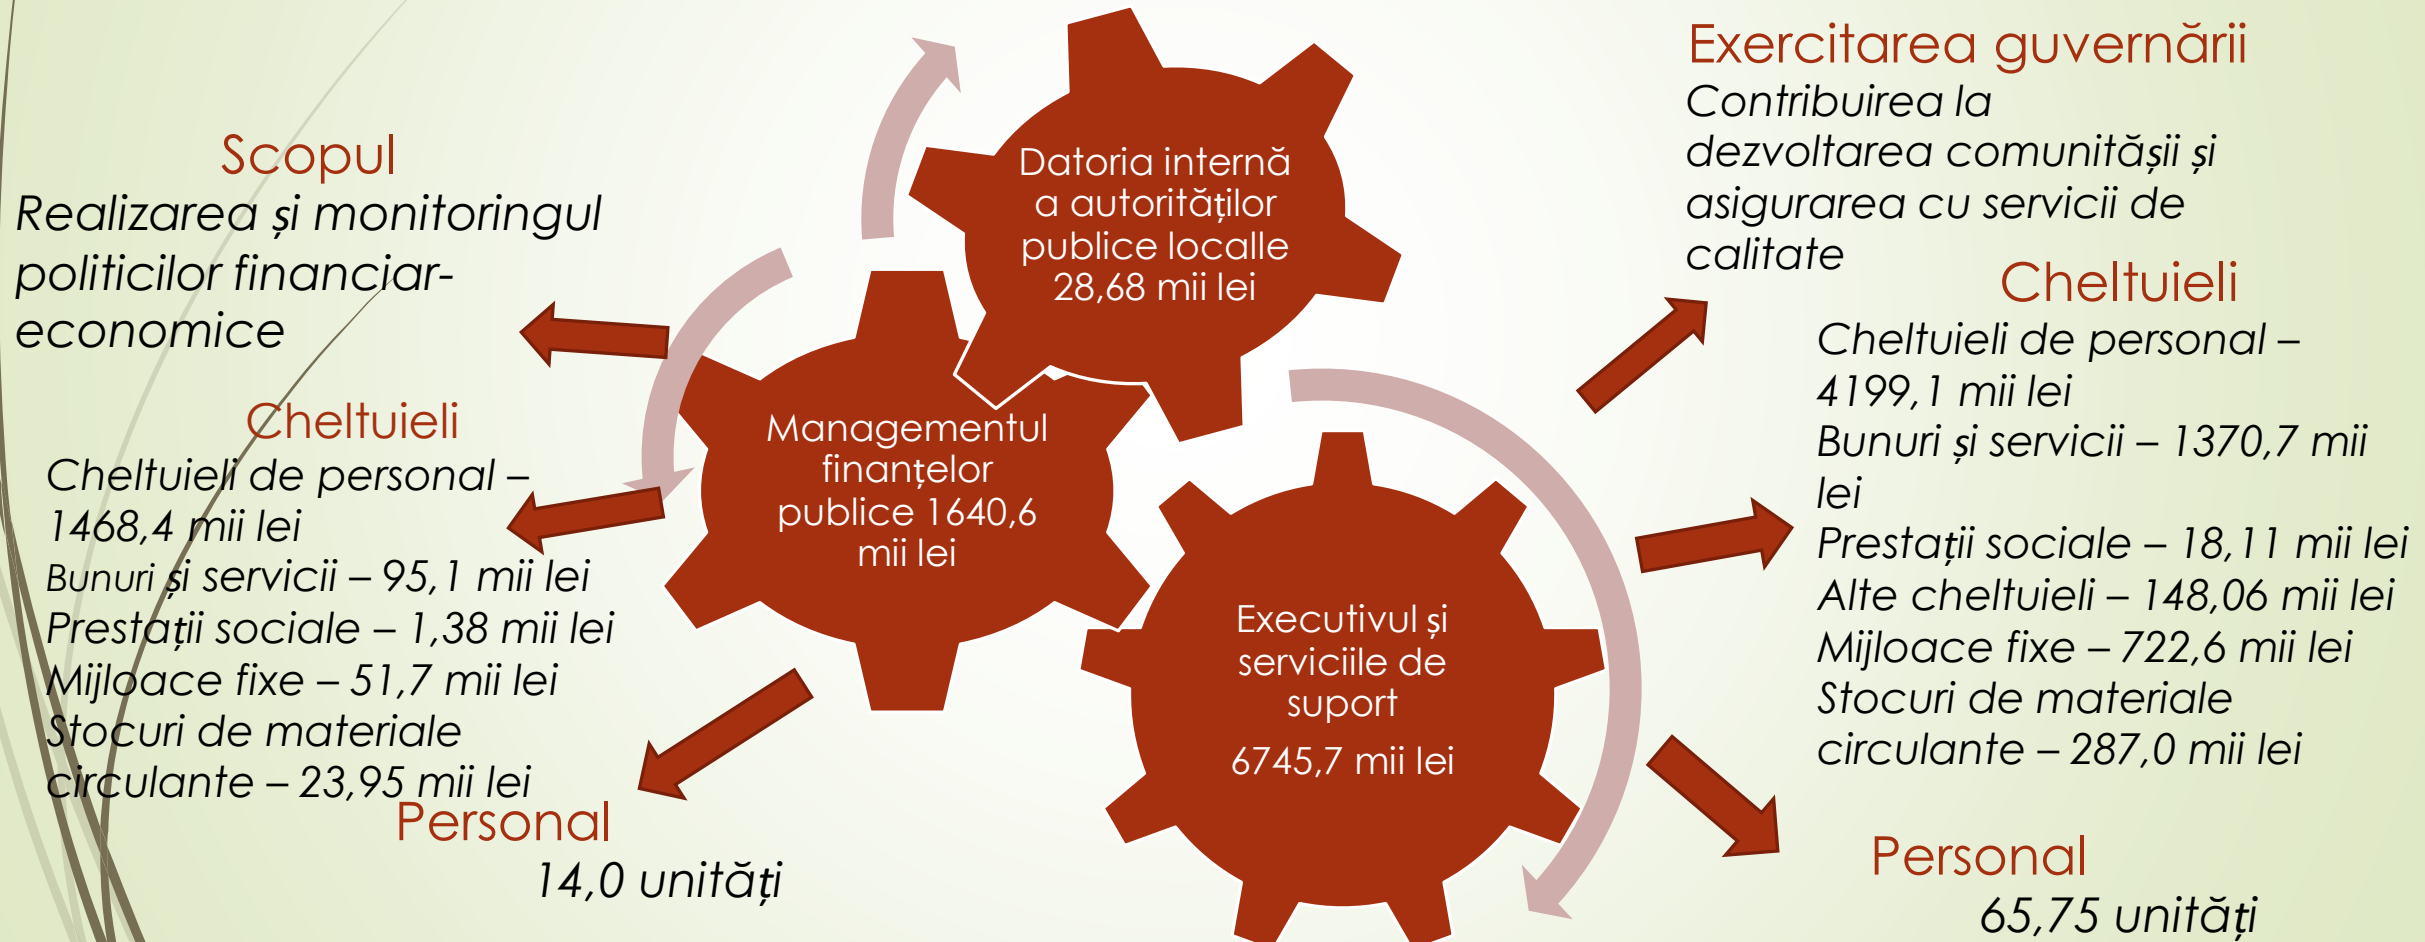 Scopul
Realizarea și monitoringul
politicilor financiar-
economice
Cheltuieli
Cheltuieli de personal –
1468,4 mii lei
Bunuri și servicii – 95,1 mii lei
Prestații sociale – 1,38 mii lei
Mijloace fixe – 51,7 mii lei
Stocuri de materiale
circulante – 23,95 mii lei
Personal
14,0 unități
Datoria internă
a autorităților
publice localle
28,68 mii lei
Managementul
finanțelor
publice 1640,6
mii lei
Executivul și
serviciile de
suport
6745,7 mii lei
Exercitarea guvernării
Contribuirea la
dezvoltarea comunitășii și
asigurarea cu servicii de
calitate
Cheltuieli
Cheltuieli de personal –
4199,1 mii lei
Bunuri și servicii – 1370,7 mii
lei
Prestații sociale – 18,11 mii lei
Alte cheltuieli – 148,06 mii lei
Mijloace fixe – 722,6 mii lei
Stocuri de materiale
circulante – 287,0 mii lei
Personal
65,75 unități